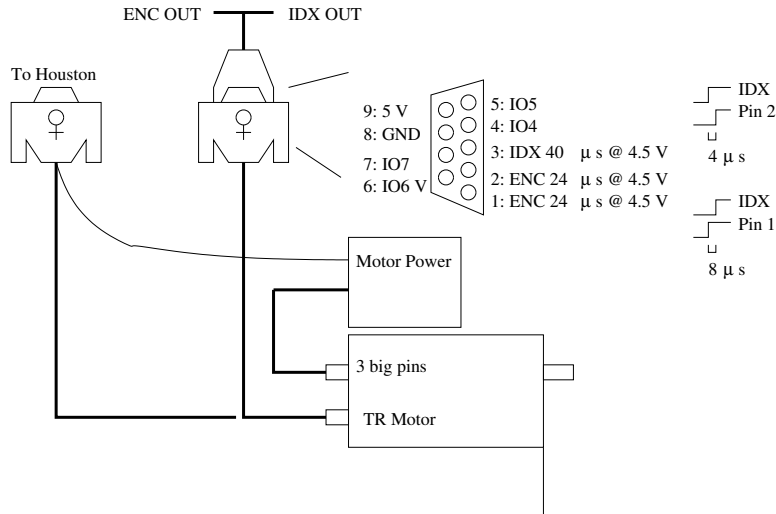 ENC OUT
IDX OUT
To Houston
9: 5 V
8: GND
7: IO7
6: IO6 V
5: IO5
4: IO4
3: IDX 40 μ s @ 4.5 V
2: ENC 24 μ s @ 4.5 V
1: ENC 24 μ s @ 4.5 V
IDX
Pin 2
4 μ s
IDX
Pin 1
8 μ s
Motor Power
3 big pins
TR Motor